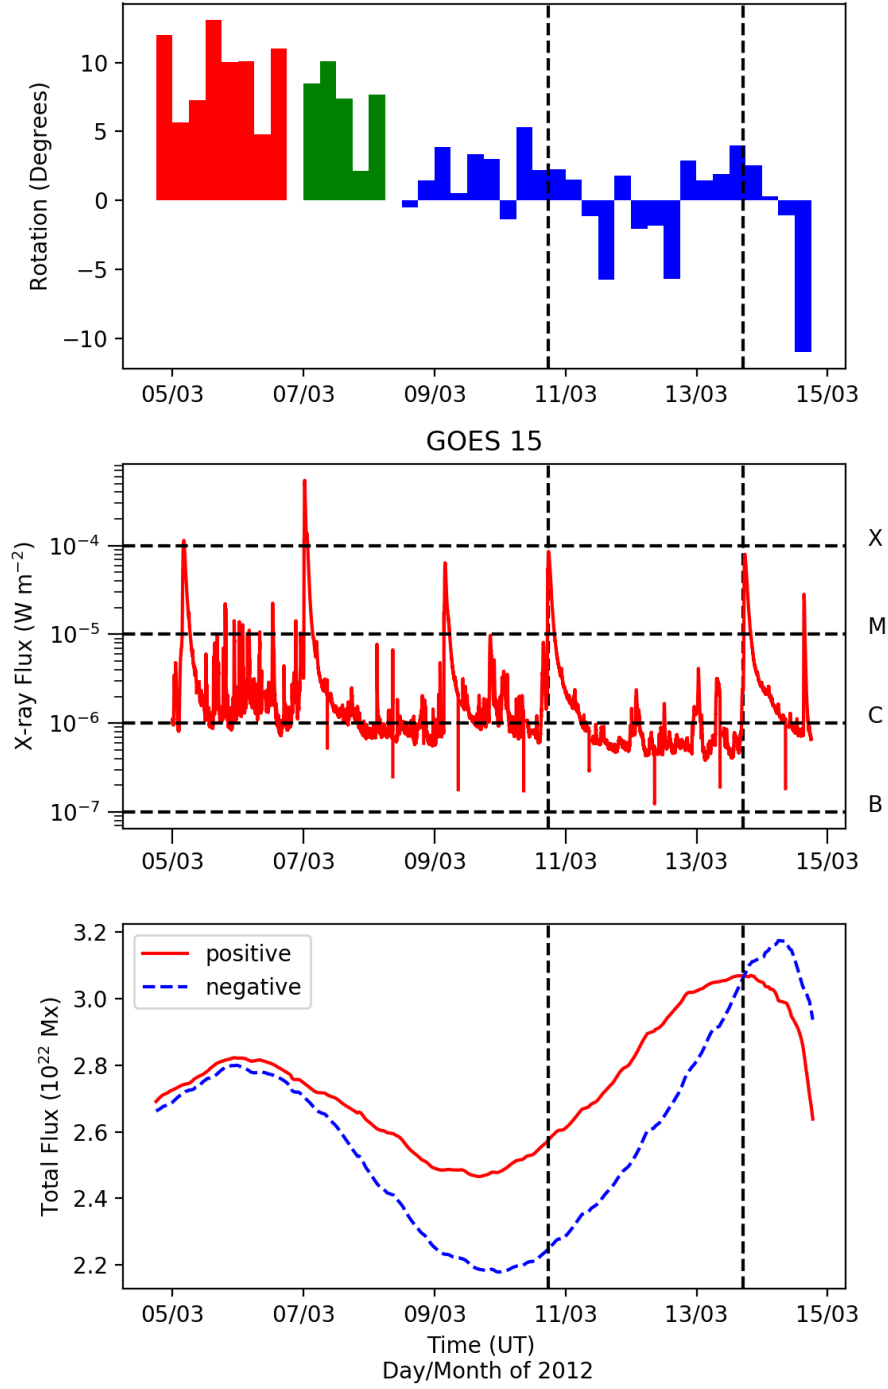 10
5
0
−5
−10
Rotation (Degrees)
05/03 07/03 09/03 11/03 13/03 15/03
GOES 15
10⁻⁴
10⁻⁵
10⁻⁶
10⁻⁷
X-ray Flux (W m⁻²)
X
M
C
B
05/03 07/03 09/03 11/03 13/03 15/03
positive
negative
3.2
3.0
2.8
2.6
2.4
2.2
Total Flux (10²² Mx)
05/03 07/03 09/03 11/03 13/03 15/03
Time (UT)
Day/Month of 2012